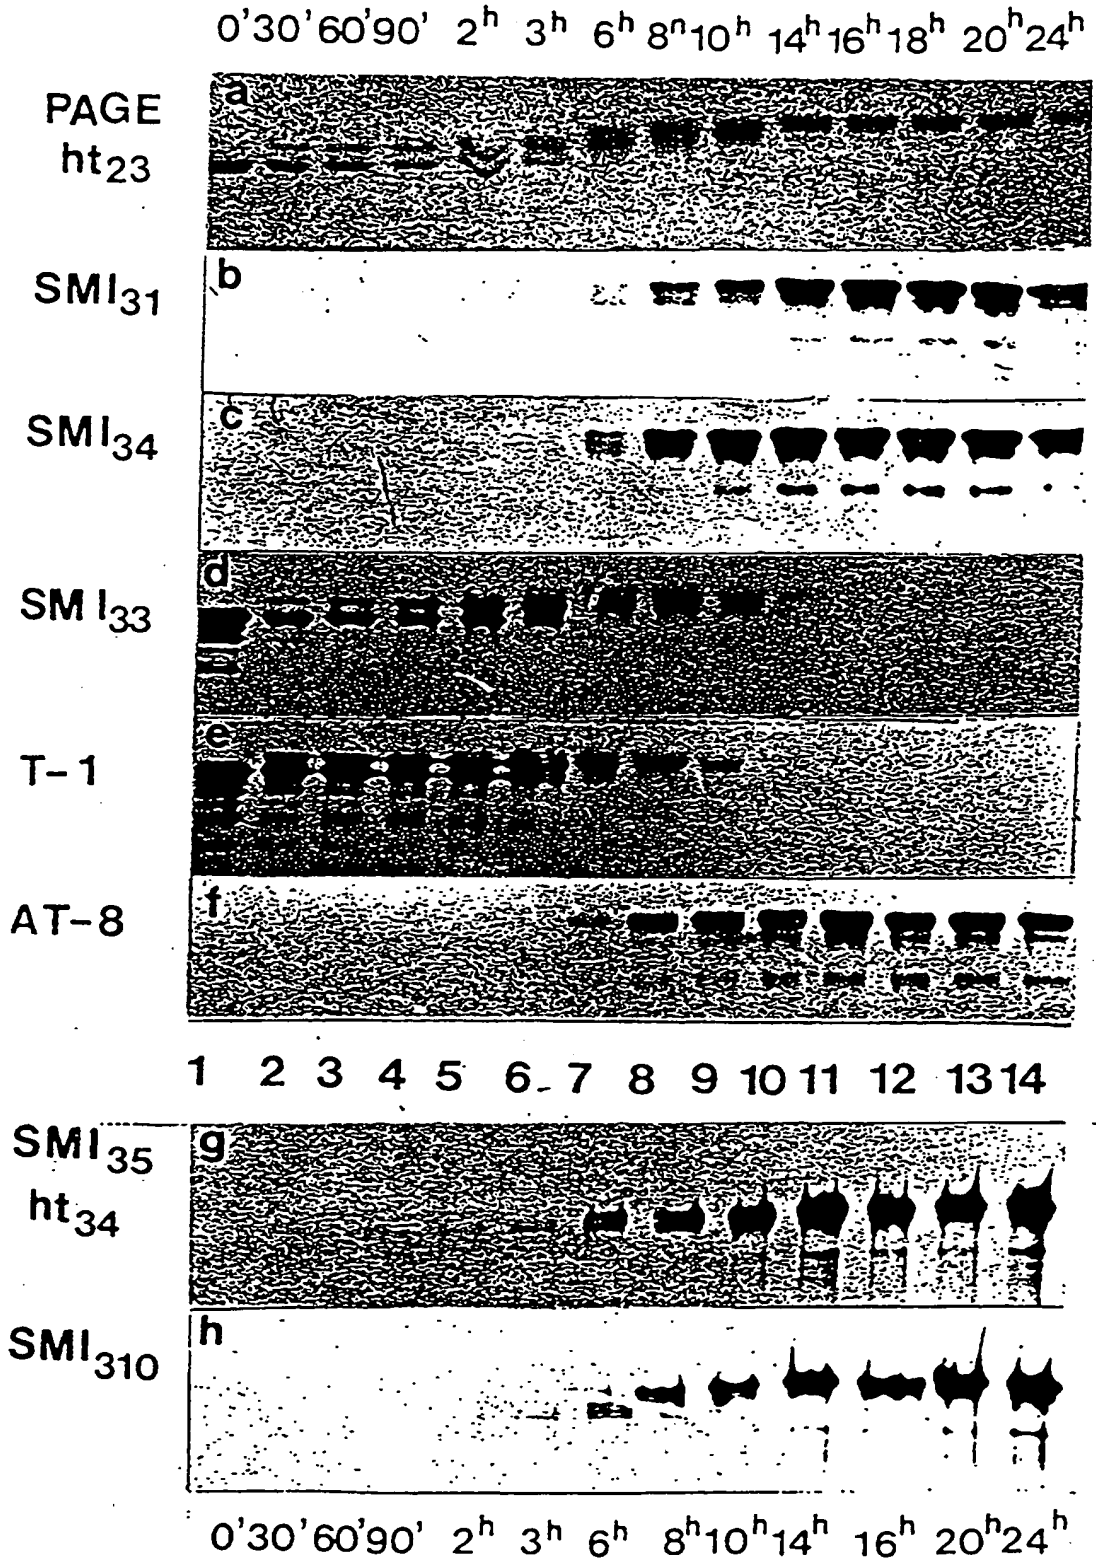 0' 30' 60' 90' 2h 3h 6h 8h 10h 14h 16h 18h 20h 24h
a
PAGE
ht23
b
SMI31
c
SMI34
d
SMI33
e
T-1
f
AT-8
1 2 3 4 5 6 7 8 9 10 11 12 13 14
g
SMI35
ht34
h
SMI310
0' 30' 60' 90' 2h 3h 6h 8h 10h 14h 16h 20h 24h